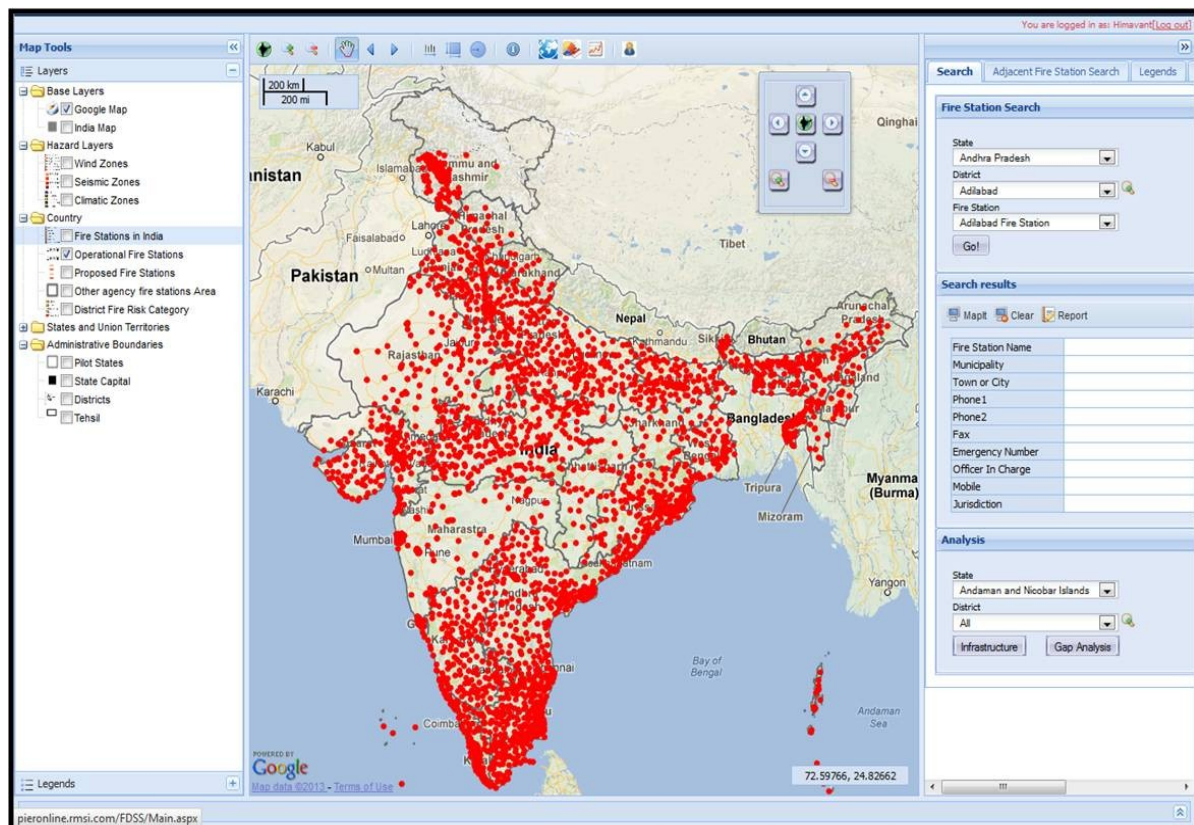 You are logged in as: Himavant[Log out]
Map Tools
Layers
Base Layers
Google Map
India Map
Hazard Layers
Wind Zones
Seismic Zones
Climatic Zones
Country
Fire Stations in India
Operational Fire Stations
Proposed Fire Stations
Other agency fire stations Area
District Fire Risk Category
States and Union Territories
Administrative Boundaries
Pilot States
State Capital
Districts
Tehsil
Legends
200 km
200 mi
Kabul
Qinghai
Tibet
Faisalabad
Multan
Pakistan
Nepal
Kathmandu
Bhutan
Rajasthan
Karachi
Bangladesh
India
Nagpur
Myanma
(Burma)
Tripura
Mizoram
Mumbai
Maharashtra
Pune
Yangon
Bay of
Bengal
Andaman
Sea
POWERED BY
Google
Map data ©2013 - Terms of Use
72.59766, 24.82662
Search
Adjacent Fire Station Search
Legends
Fire Station Search
State
Andhra Pradesh
District
Adilabad
Fire Station
Adilabad Fire Station
Go!
Search results
MapIt Clear Report
Fire Station Name
Municipality
Town or City
Phone1
Phone2
Fax
Emergency Number
Officer In Charge
Mobile
Jurisdiction
Analysis
State
Andaman and Nicobar Islands
District
All
Infrastructure Gap Analysis
pieronline.rmsi.com/FDSS/Main.aspx